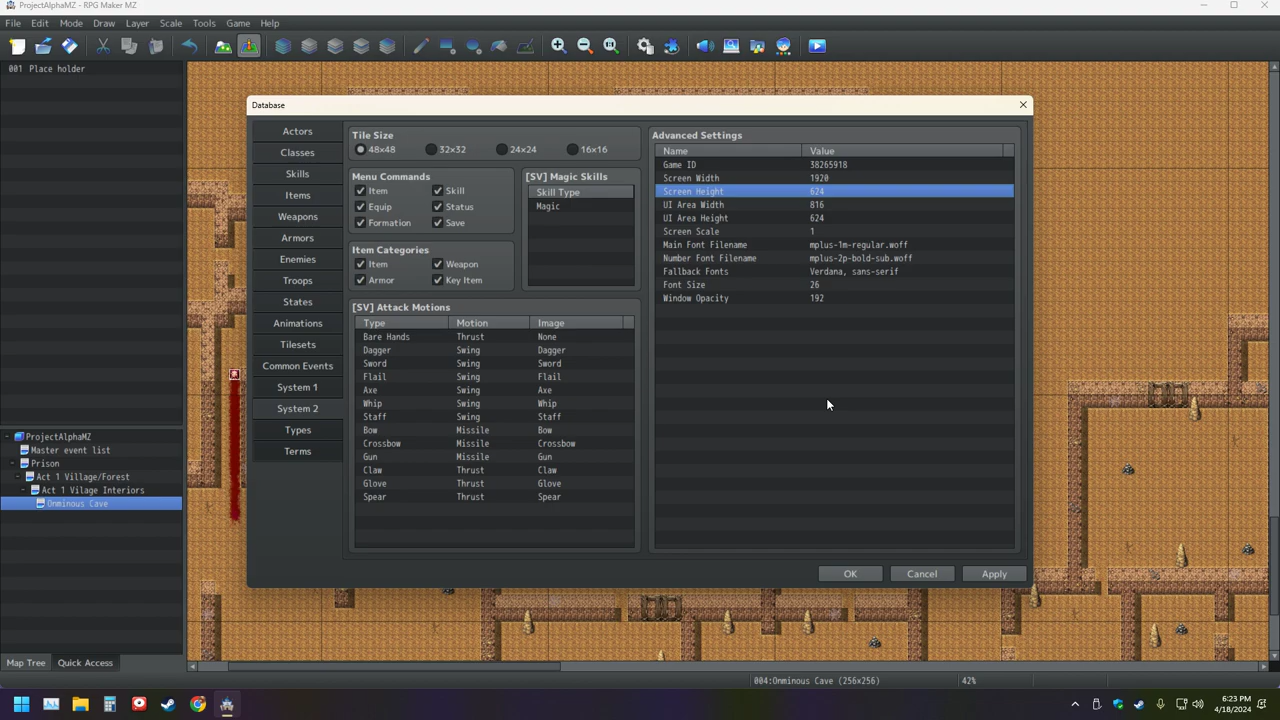 ProjectAlphaMZ - RPG Maker MZ
File Edit Mode Draw Layer Scale Tools Game Help
001 Place holder
Database
Actors
Classes
Skills
Items
Weapons
Armors
Enemies
Troops
States
Animations
Tilesets
Common Events
System 1
System 2
Types
Terms
Tile Size
48x48 32x32 24x24 16x16
Menu Commands
Item Skill
Equip Status
Formation Save
Item Categories
Item Weapon
Armor Key Item
[SV] Magic Skills
Skill Type
Magic
[SV] Attack Motions
Type Motion Image
Bare Hands Thrust None
Dagger Swing Dagger
Sword Swing Sword
Flail Swing Flail
Axe Swing Axe
Whip Swing Whip
Staff Swing Staff
Bow Missile Bow
Crossbow Missile Crossbow
Gun Missile Gun
Claw Thrust Claw
Glove Thrust Glove
Spear Thrust Spear
Advanced Settings
Name Value
Game ID 38265918
Screen Width 1920
Screen Height 624
UI Area Width 816
UI Area Height 624
Screen Scale 1
Main Font Filename mplus-1m-regular.woff
Number Font Filename mplus-2p-bold-sub.woff
Fallback Fonts Verdana, sans-serif
Font Size 26
Window Opacity 192
OK Cancel Apply
ProjectAlphaMZ
Master event list
Prison
Act 1 Village/Forest
Act 1 Vilage Interiors
Onminous Cave
Map Tree Quick Access
004:Onminous Cave (256x256) 42%
6:23 PM
4/18/2024